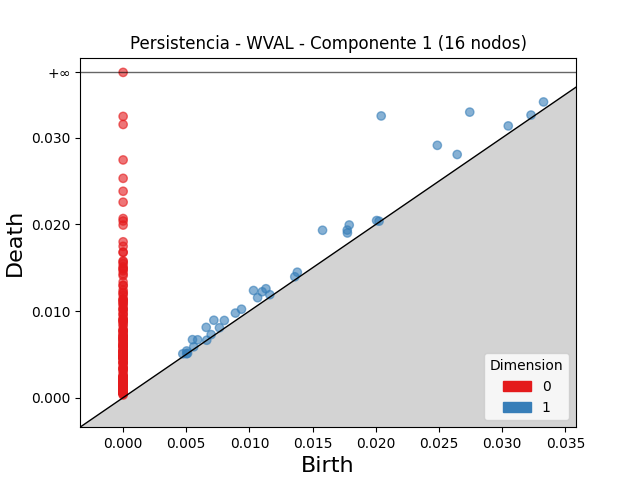 Persistencia - WVAL - Componente 1 (16 nodos)
+∞
0.030
0.020
0.010
0.000
Death
0.000 0.005 0.010 0.015 0.020 0.025 0.030 0.035
Birth
Dimension
0
1